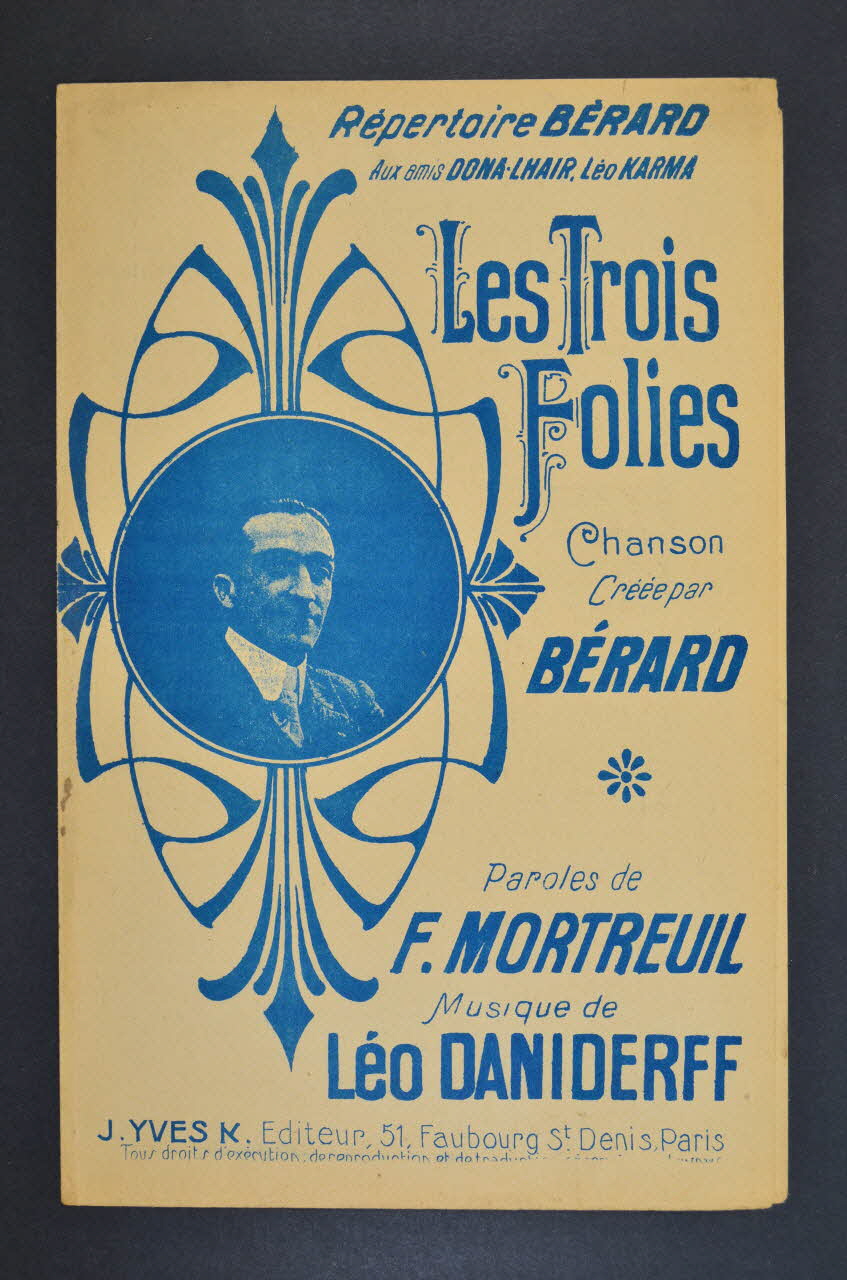 Répertoire BÉRARD
Aux amis DONA-LHAIR, Léo KARMA
Les Trois
Folies
Chanson
Créée par
BÉRARD
Paroles de
F. MORTREUIL
Musique de
Léo DANIDERFF
J. YVES K. Editeur, 51, Faubourg St Denis, Paris
Tous droits d'exécution, de reproduction et de